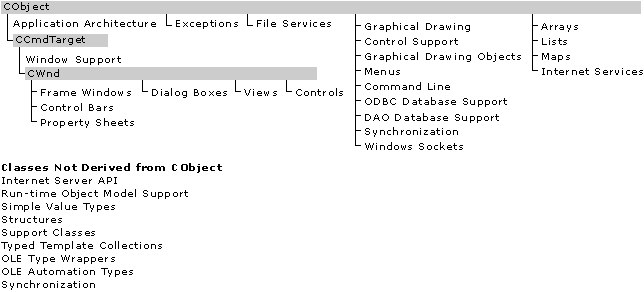 CObject
Application Architecture
Exceptions
File Services
CCmdTarget
Window Support
CWnd
Frame Windows
Dialog Boxes
Views
Controls
Control Bars
Property Sheets
Graphical Drawing
Control Support
Graphical Drawing Objects
Menus
Command Line
ODBC Database Support
DAO Database Support
Synchronization
Windows Sockets
Arrays
Lists
Maps
Internet Services
Classes Not Derived from CObject
Internet Server API
Run-time Object Model Support
Simple Value Types
Structures
Support Classes
Typed Template Collections
OLE Type Wrappers
OLE Automation Types
Synchronization